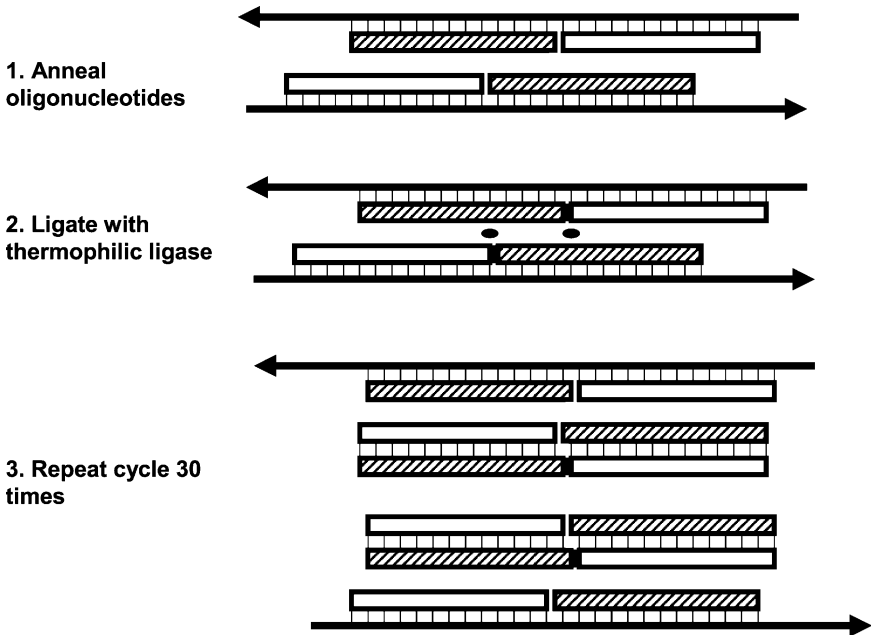 1. Anneal
oligonucleotides
2. Ligate with
thermophilic ligase
3. Repeat cycle 30
times